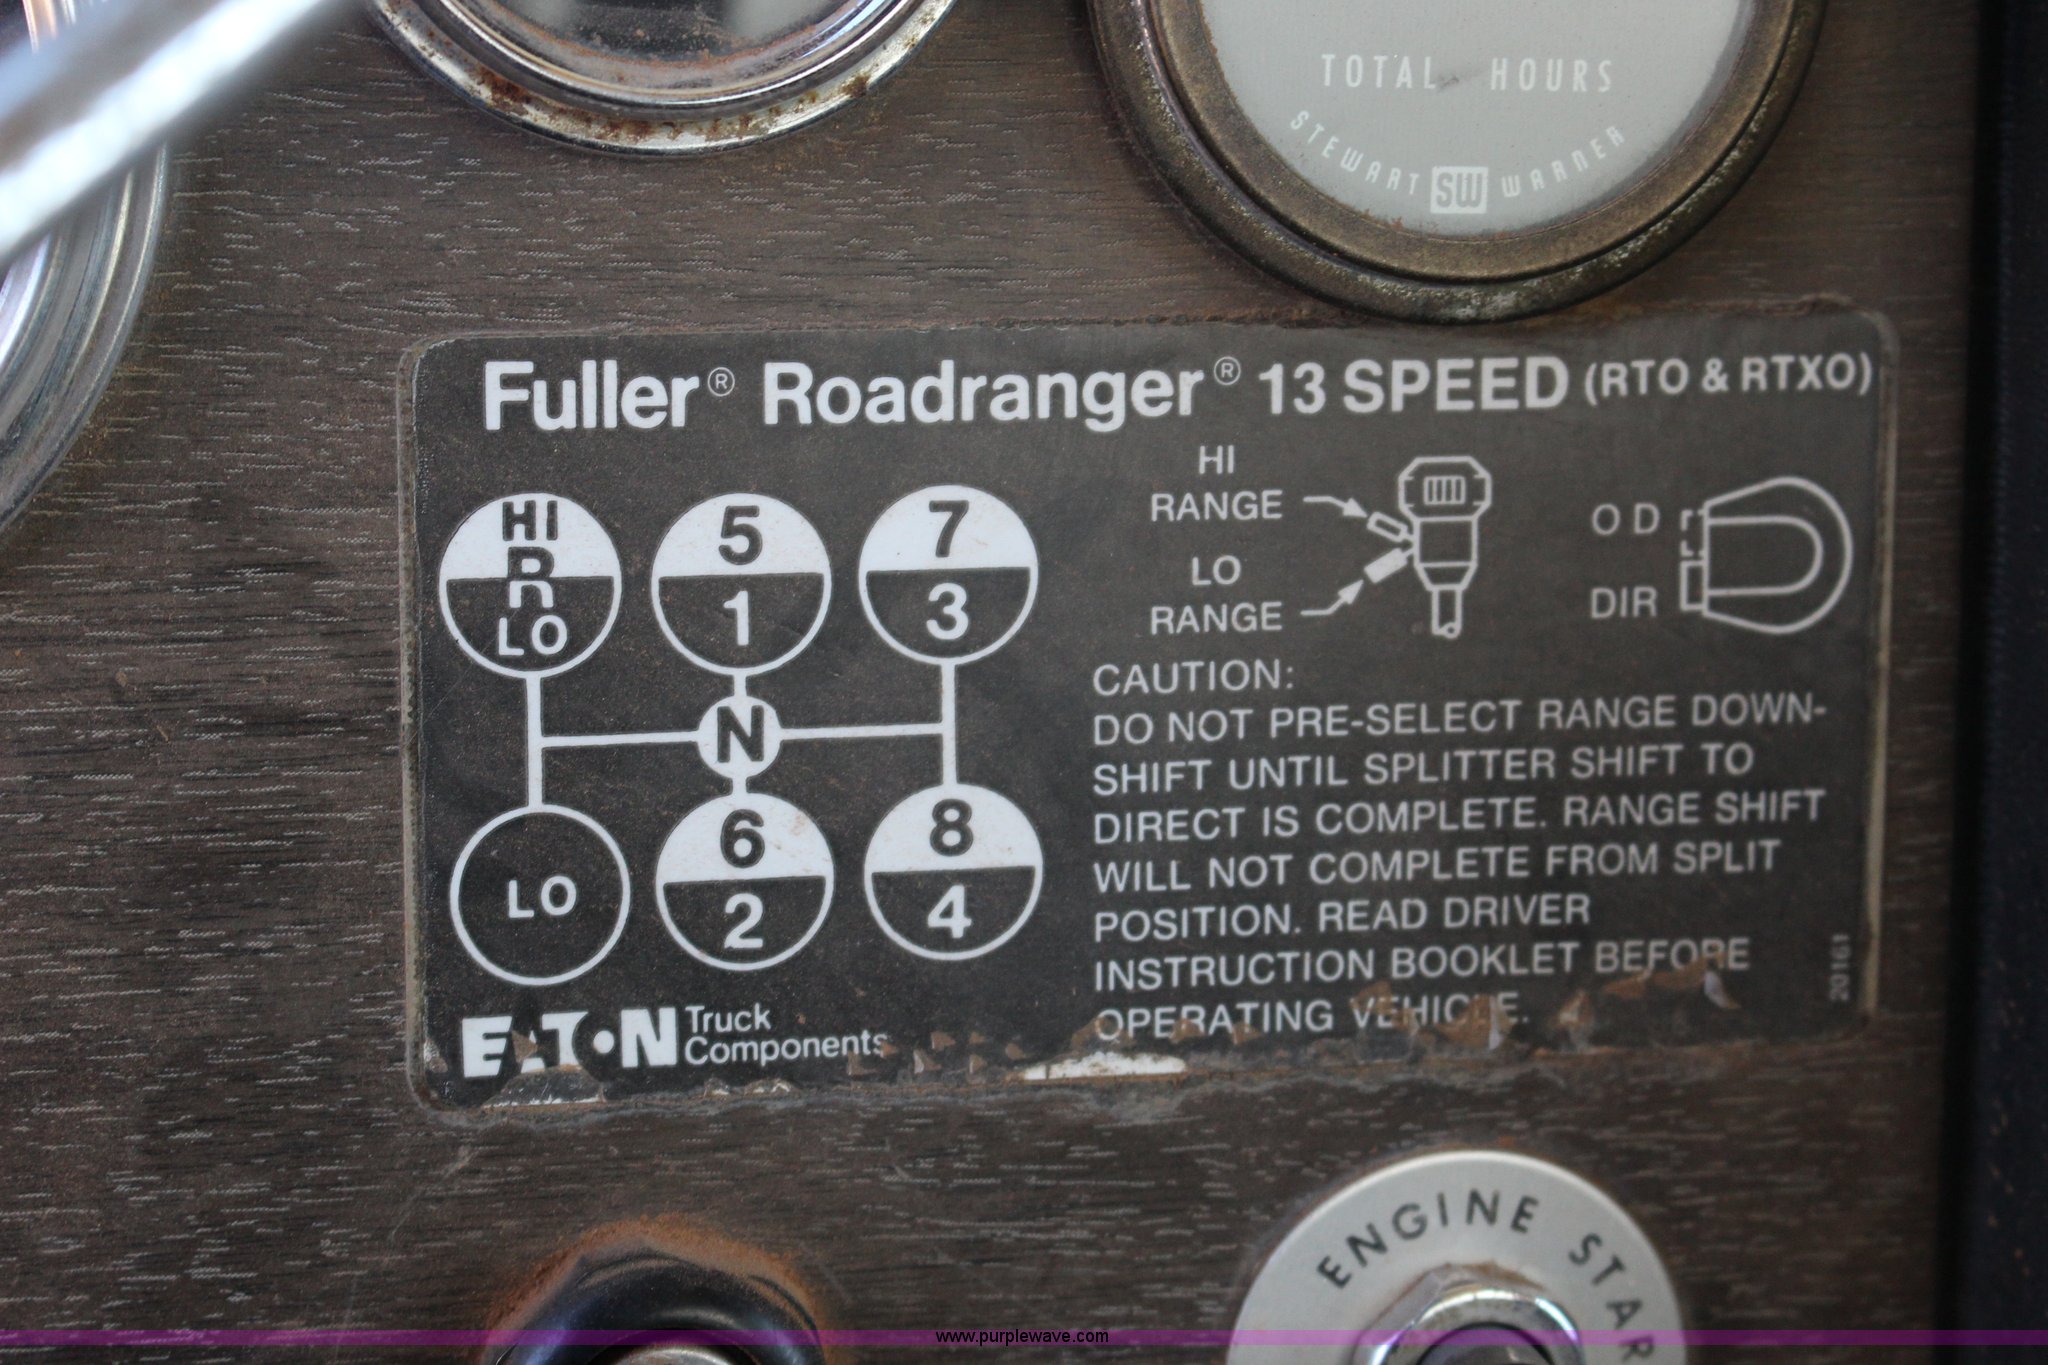 TOTAL HOURS
STEWART SW WARNER
Fuller® Roadranger® 13 SPEED (RTO & RTXO)
HI
R
LO
5
1
7
3
N
LO
6
2
8
4
HI
RANGE
LO
RANGE
O D
DIR
CAUTION:
DO NOT PRE-SELECT RANGE DOWN-
SHIFT UNTIL SPLITTER SHIFT TO
DIRECT IS COMPLETE. RANGE SHIFT
WILL NOT COMPLETE FROM SPLIT
POSITION. READ DRIVER
INSTRUCTION BOOKLET BEFORE
OPERATING VEHICLE.
20161
EATON Truck
Components
ENGINE STAR
www.purplewave.com